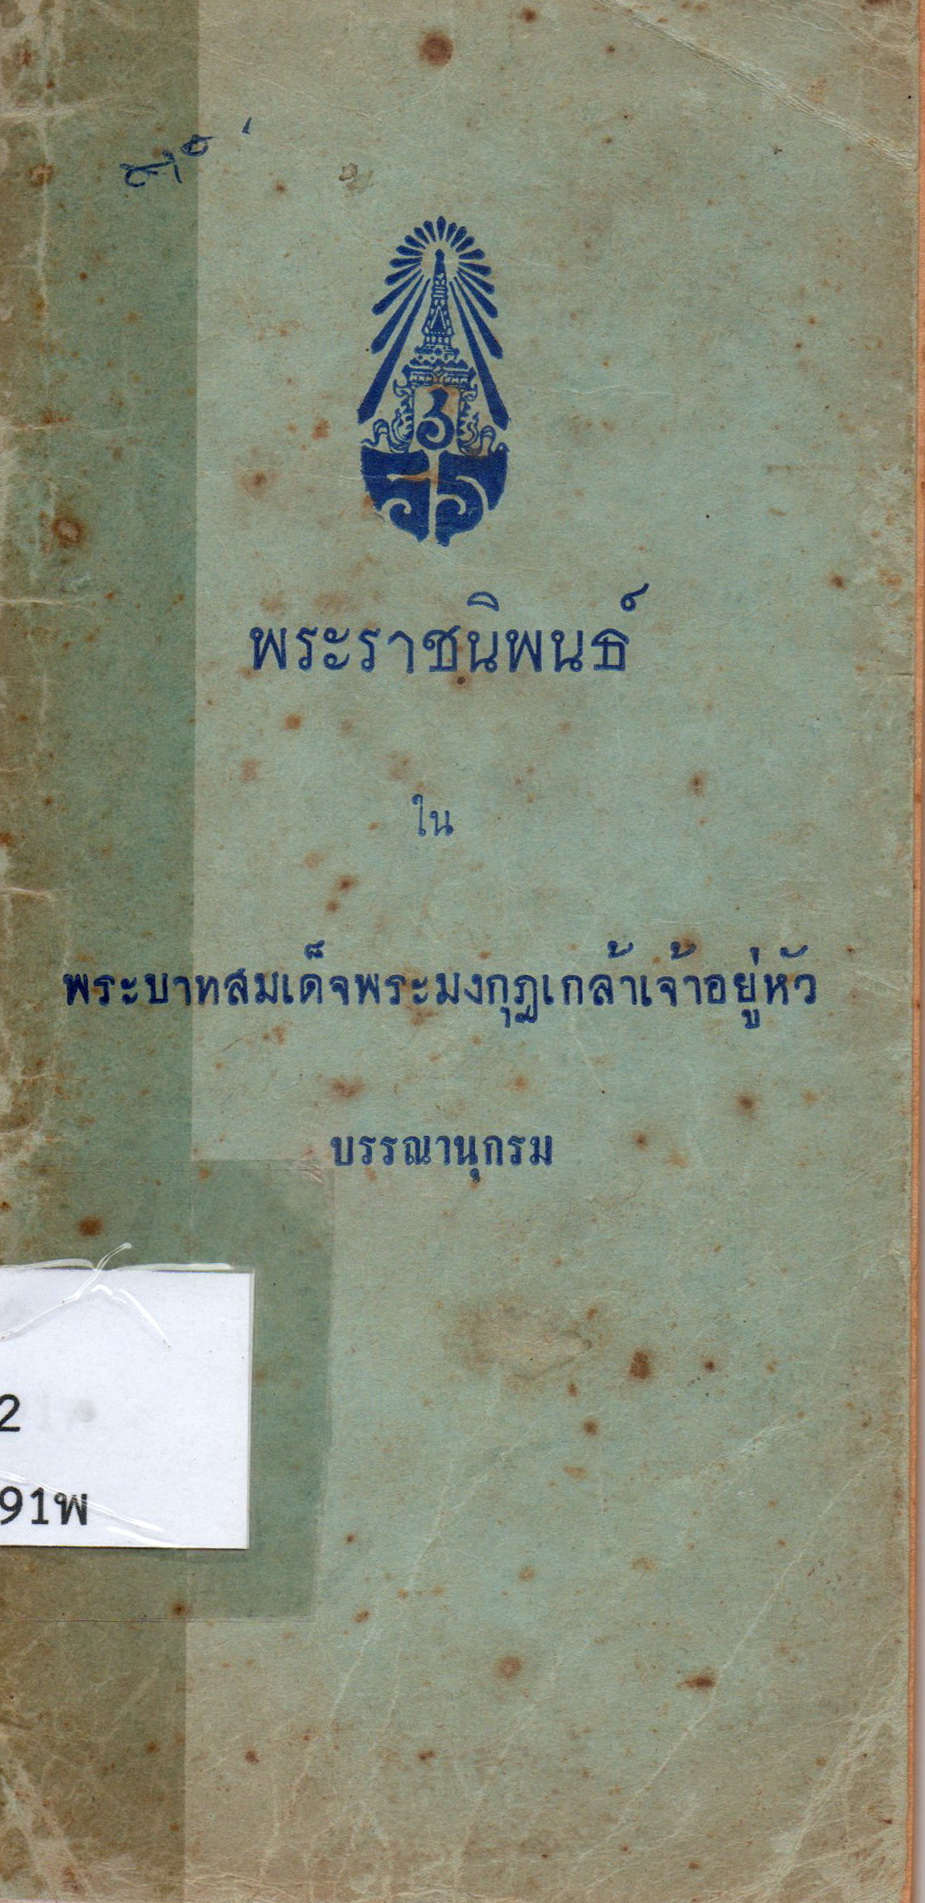 พระราชนิพนธ์
ใน
พระบาทสมเด็จพระมงกุฎเกล้าเจ้าอยู่หัว
บรรณานุกรม
2
91พ